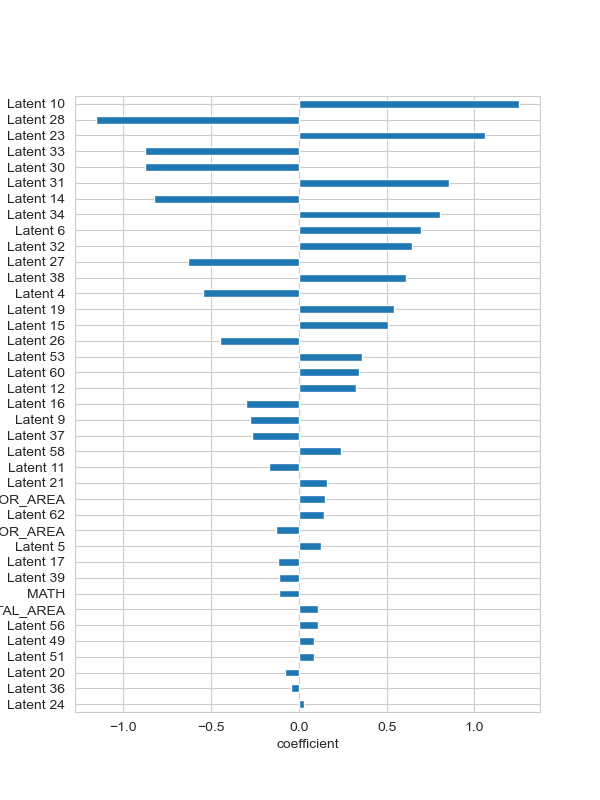 Latent 10
Latent 28
Latent 23
Latent 33
Latent 30
Latent 31
Latent 14
Latent 34
Latent 6
Latent 32
Latent 27
Latent 38
Latent 4
Latent 19
Latent 15
Latent 26
Latent 53
Latent 60
Latent 12
Latent 16
Latent 9
Latent 37
Latent 58
Latent 11
Latent 21
OR_AREA
Latent 62
OR_AREA
Latent 5
Latent 17
Latent 39
MATH
TAL_AREA
Latent 56
Latent 49
Latent 51
Latent 20
Latent 36
Latent 24
−1.0 −0.5 0.0 0.5 1.0
coefficient